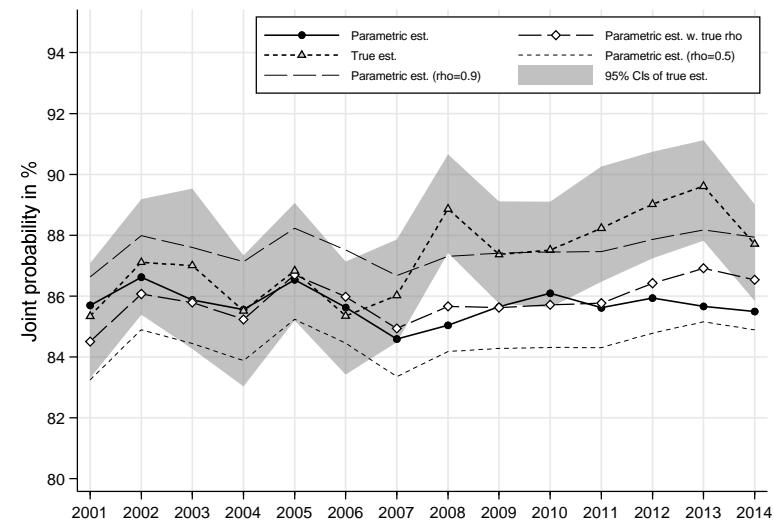 Parametric est.
Parametric est. w. true rho
True est.
Parametric est. (rho=0.5)
Parametric est. (rho=0.9)
95% CIs of true est.
Joint probability in %
94
92
90
88
86
84
82
80
2001 2002 2003 2004 2005 2006 2007 2008 2009 2010 2011 2012 2013 2014